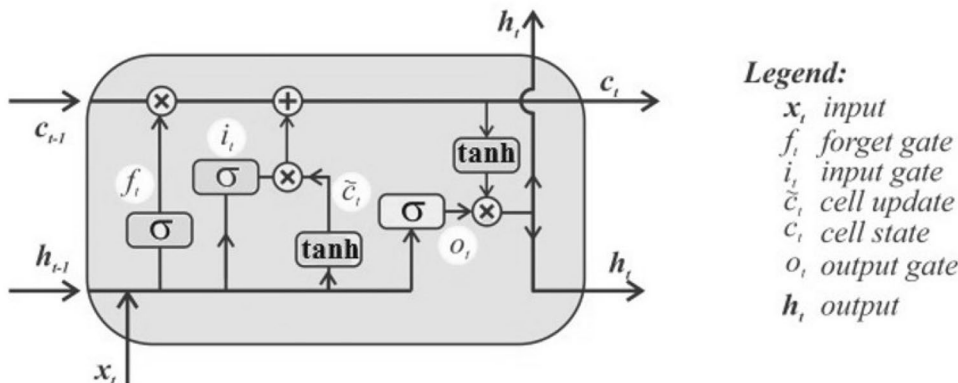 h_t
c_t
c_{t-1}
i_t
tanh
σ
f_t
c̃_t
σ
σ
o_t
tanh
h_{t-1}
h_t
x_t
Legend:
x_t input
f_t forget gate
i_t input gate
c̃_t cell update
c_t cell state
o_t output gate
h_t output